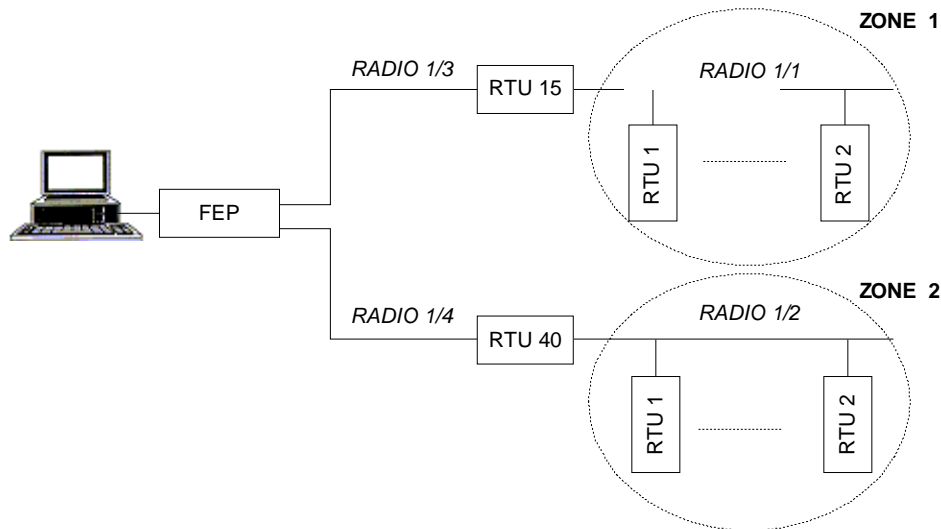 ZONE 1
RADIO 1/3
RTU 15
RADIO 1/1
RTU 1
RTU 2
FEP
ZONE 2
RADIO 1/4
RTU 40
RADIO 1/2
RTU 1
RTU 2